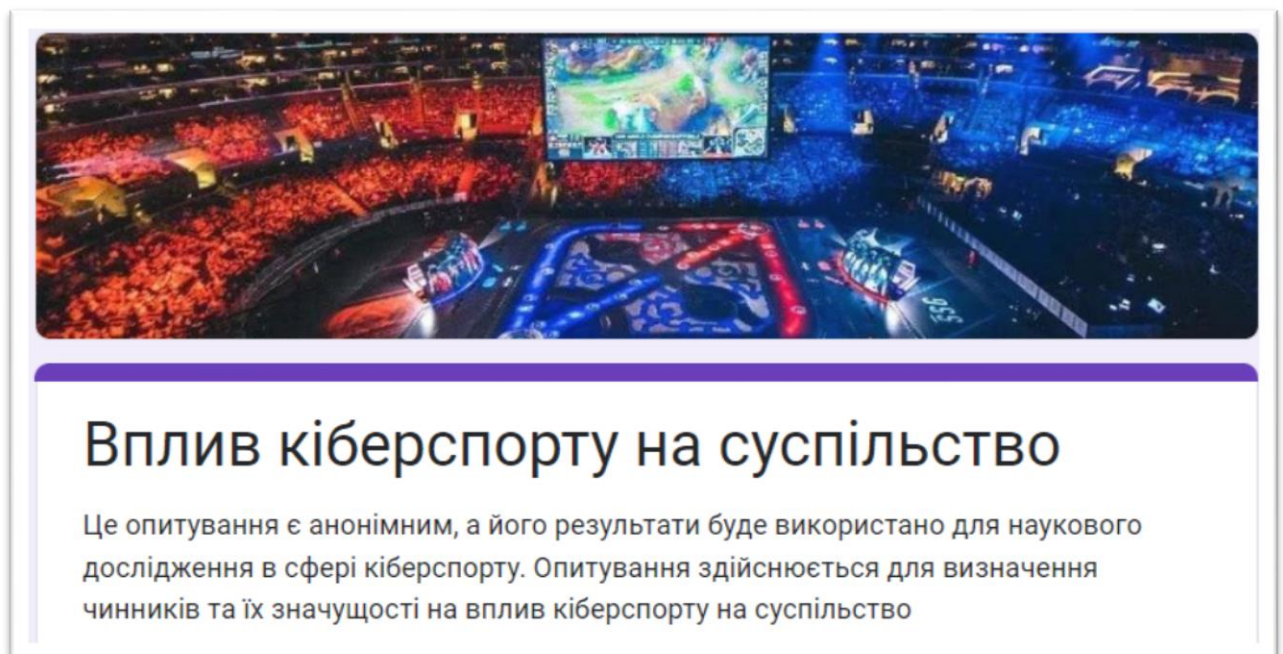 Вплив кіберспорту на суспільство
Це опитування є анонімним, а його результати буде використано для наукового
дослідження в сфері кіберспорту. Опитування здійснюється для визначення
чинників та їх значущості на вплив кіберспорту на суспільство